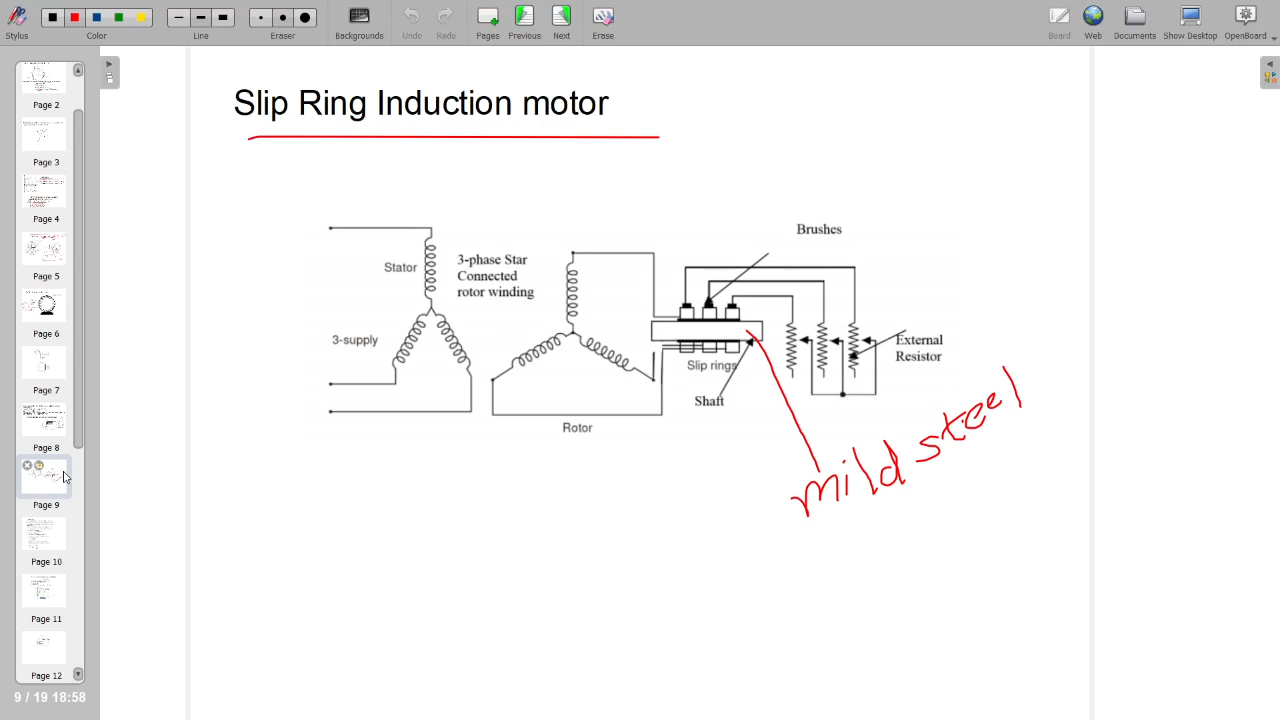 Stylus
Color
Line
Eraser
Backgrounds
Undo
Redo
Pages
Previous
Next
Erase
Board
Web
Documents
Show Desktop
OpenBoard
Page 2
Page 3
Page 4
Page 5
Page 6
Page 7
Page 8
Page 9
Page 10
Page 11
Page 12
9 / 19 18:58
Slip Ring Induction motor
Brushes
Stator
3-phase Star
Connected
rotor winding
3-supply
External
Resistor
Slip rings
Shaft
Rotor
mild steel